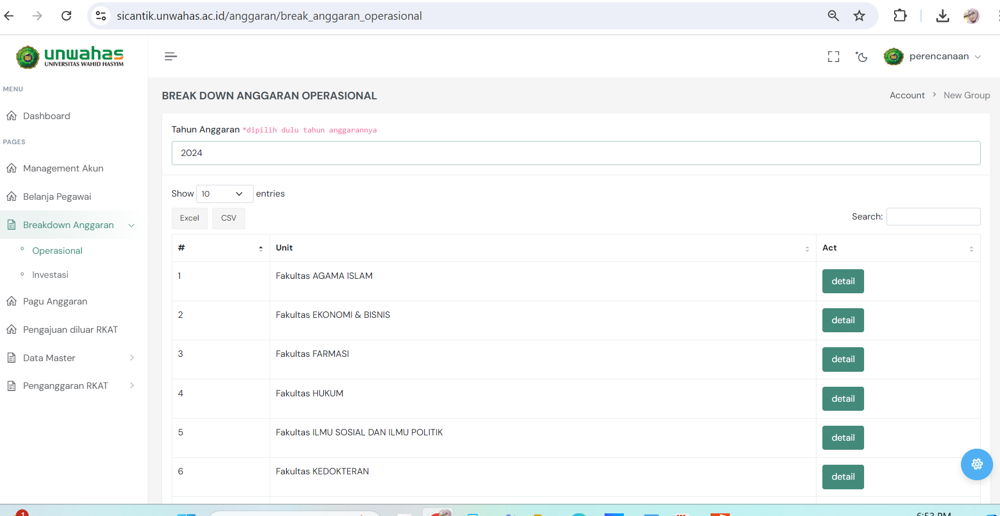 sicantik.unwahas.ac.id/anggaran/break_anggaran_operasional
unwahas
UNIVERSITAS WAHID HASYIM
perencanaan
MENU
Dashboard
PAGES
Management Akun
Belanja Pegawai
Breakdown Anggaran
Operasional
Investasi
Pagu Anggaran
Pengajuan diluar RKAT
Data Master
Penganggaran RKAT
BREAK DOWN ANGGARAN OPERASIONAL
Account > New Group
Tahun Anggaran *dipilih dulu tahun anggarannya
2024
Show 10 entries
Excel CSV
Search:
# Unit Act
1 Fakultas AGAMA ISLAM detail
2 Fakultas EKONOMI & BISNIS detail
3 Fakultas FARMASI detail
4 Fakultas HUKUM detail
5 Fakultas ILMU SOSIAL DAN ILMU POLITIK detail
6 Fakultas KEDOKTERAN detail
1
6:53 PM